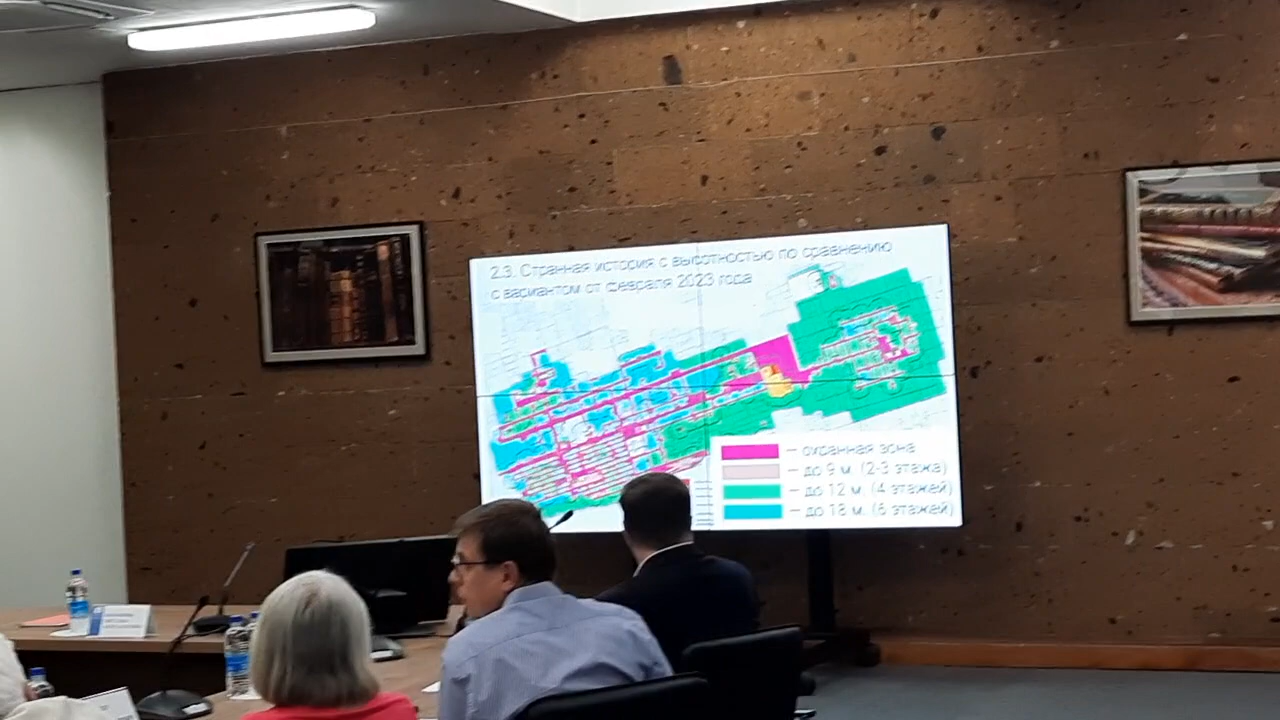 2.3. Странная история с высотностью по сравнению
с вариантом от февраля 2023 года
— охранная зона
— до 9 м. (2-3 этажа)
— до 12 м. (4 этажей)
— до 18 м. (6 этажей)